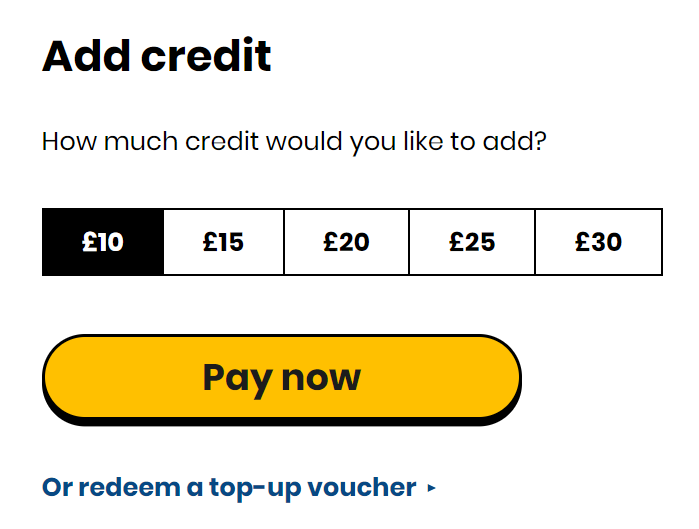 Add credit
How much credit would you like to add?
£10 £15 £20 £25 £30
Pay now
Or redeem a top-up voucher